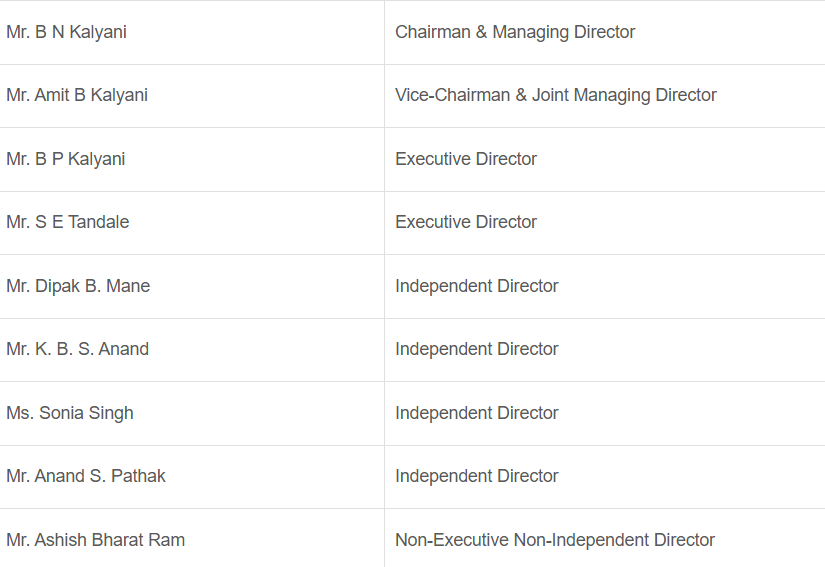 Mr. B N Kalyani Chairman & Managing Director
Mr. Amit B Kalyani Vice-Chairman & Joint Managing Director
Mr. B P Kalyani Executive Director
Mr. S E Tandale Executive Director
Mr. Dipak B. Mane Independent Director
Mr. K. B. S. Anand Independent Director
Ms. Sonia Singh Independent Director
Mr. Anand S. Pathak Independent Director
Mr. Ashish Bharat Ram Non-Executive Non-Independent Director